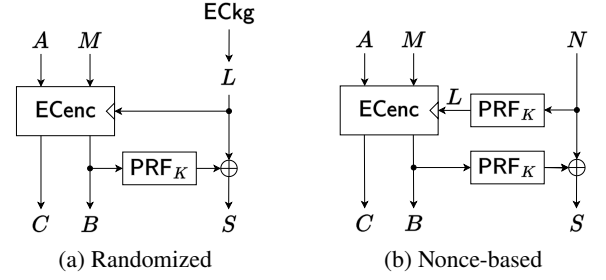 ECkg
A M A M N
L
ECenc ECenc L PRF_K
PRF_K PRF_K
C B S C B S
(a) Randomized (b) Nonce-based